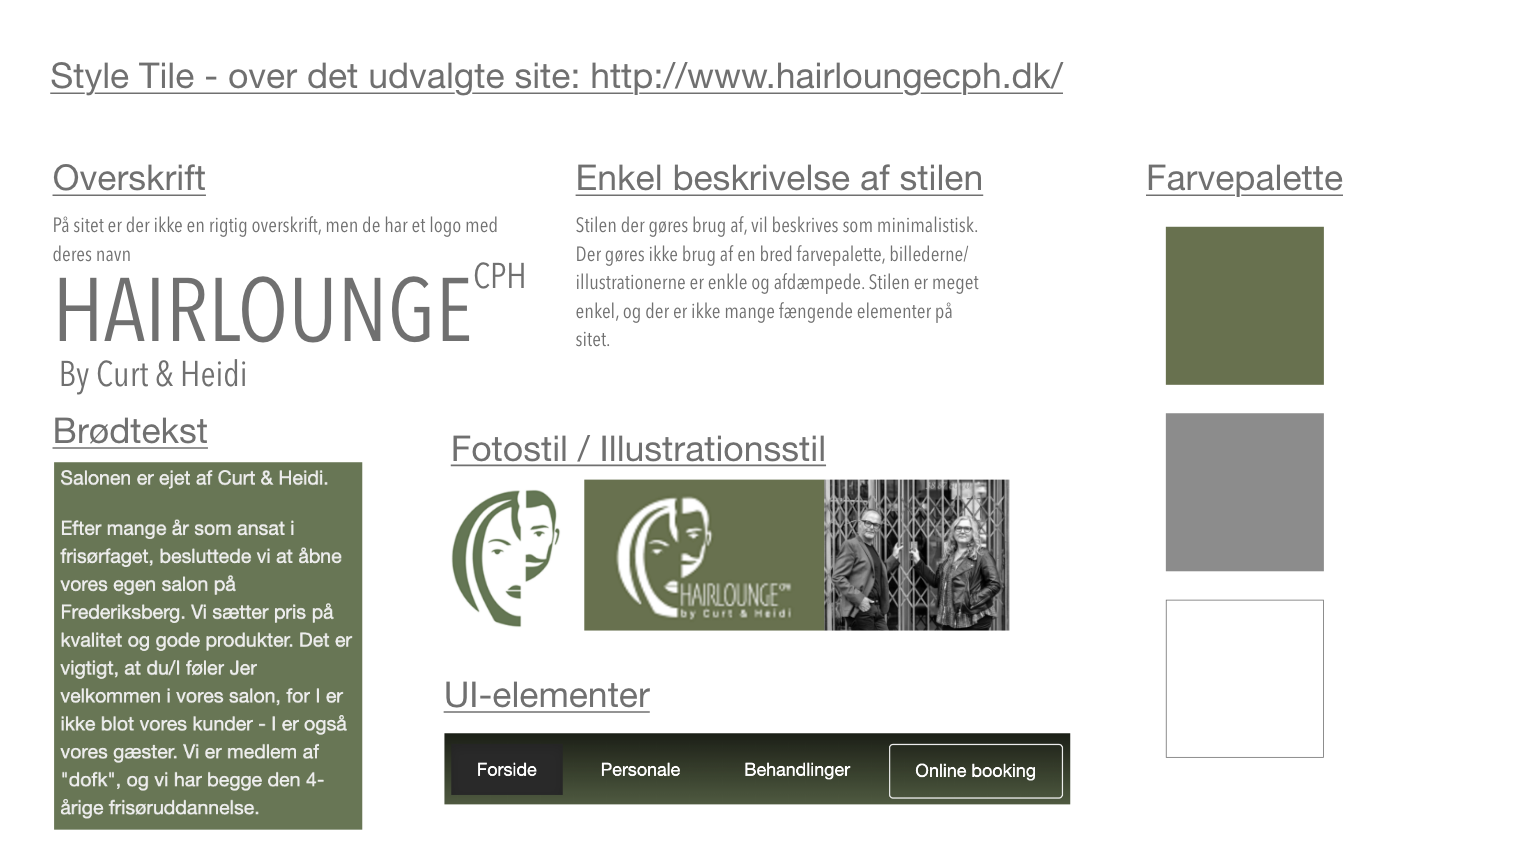 Style Tile - over det udvalgte site: http://www.hairloungecph.dk/
Overskrift
På sitet er der ikke en rigtig overskrift, men de har et logo med
deres navn
HAIRLOUNGE CPH
By Curt & Heidi
Enkel beskrivelse af stilen
Stilen der gøres brug af, vil beskrives som minimalistisk.
Der gøres ikke brug af en bred farvepalette, billederne/
illustrationerne er enkle og afdæmpede. Stilen er meget
enkel, og der er ikke mange fængende elementer på
sitet.
Farvepalette
Brødtekst
Salonen er ejet af Curt & Heidi.
Efter mange år som ansat i
frisørfaget, besluttede vi at åbne
vores egen salon på
Frederiksberg. Vi sætter pris på
kvalitet og gode produkter. Det er
vigtigt, at du/I føler Jer
velkommen i vores salon, for I er
ikke blot vores kunder - I er også
vores gæster. Vi er medlem af
"dofk", og vi har begge den 4-
årige frisøruddannelse.
Fotostil / Illustrationsstil
HAIRLOUNGE CPH
by Curt & Heidi
UI-elementer
Forside Personale Behandlinger Online booking